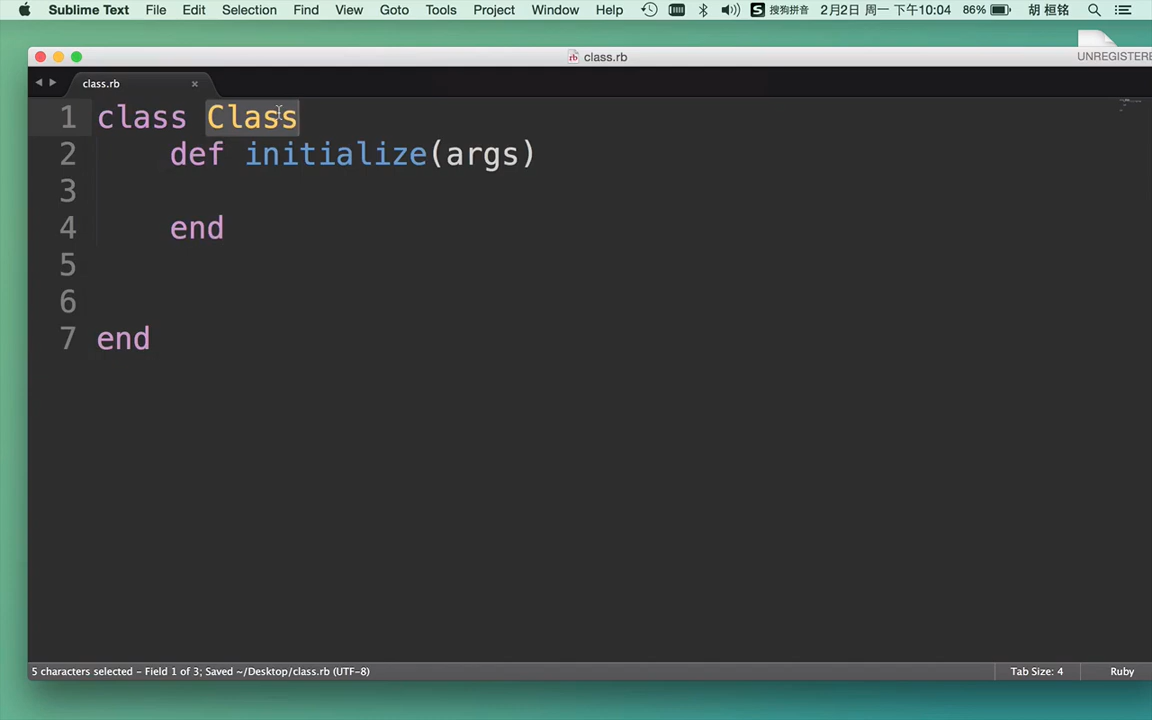 Sublime Text File Edit Selection Find View Goto Tools Project Window Help 搜狗拼音 2月2日 周一 下午10:04 86% 胡 桓铭
class.rb UNREGISTERE
class.rb
1 class Class
2 def initialize(args)
3
4 end
5
6
7 end
5 characters selected – Field 1 of 3; Saved ~/Desktop/class.rb (UTF-8) Tab Size: 4 Ruby